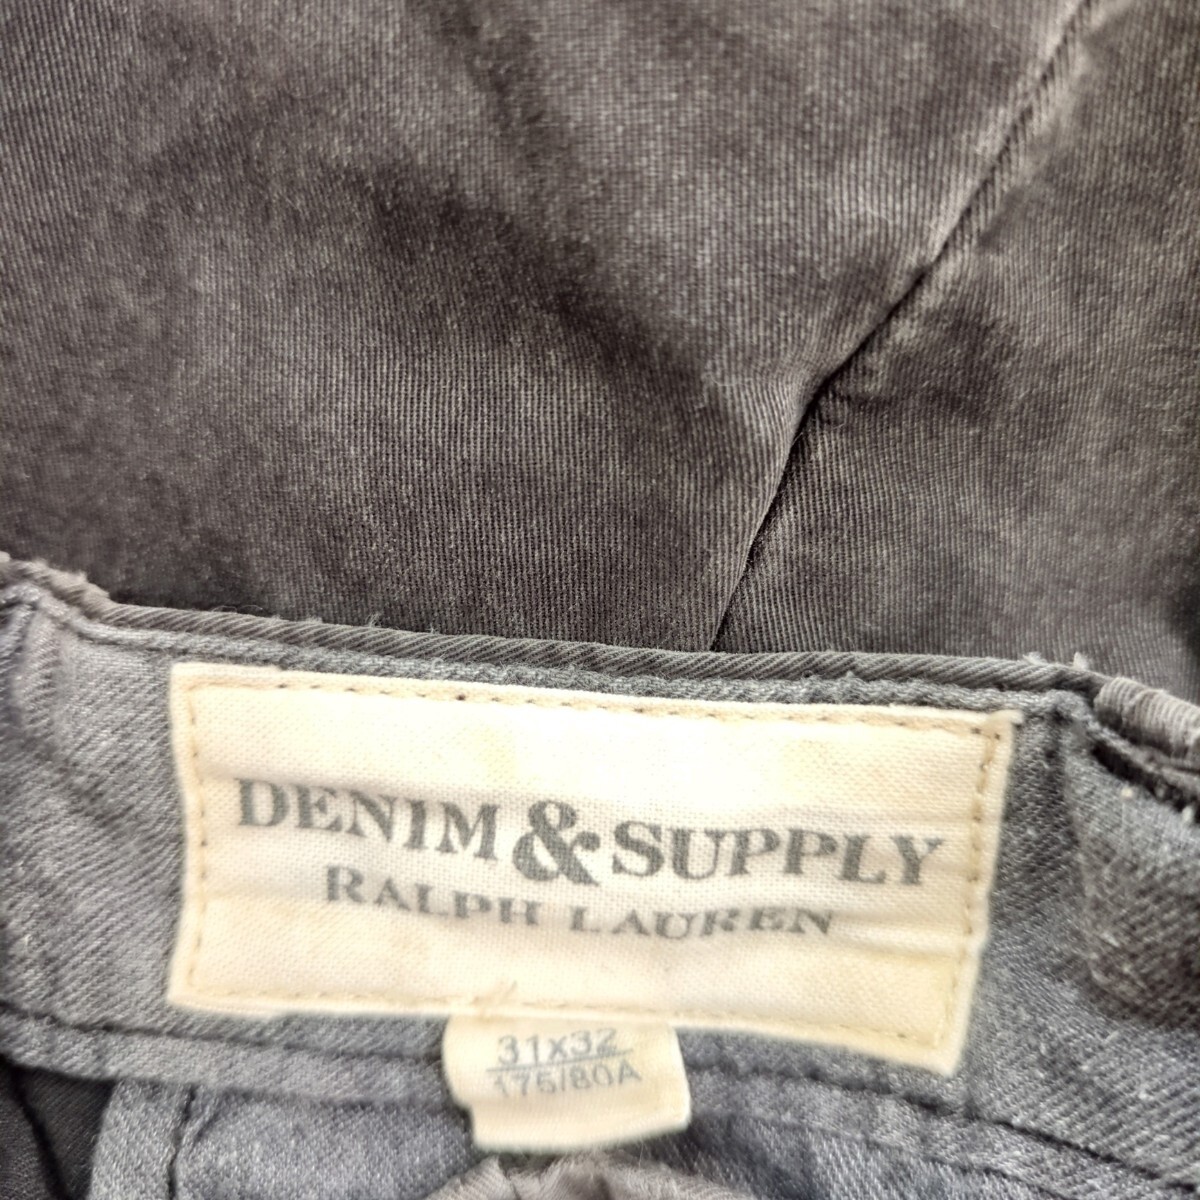 DENIM & SUPPLY
RALPH LAUREN
31x32
175/80A